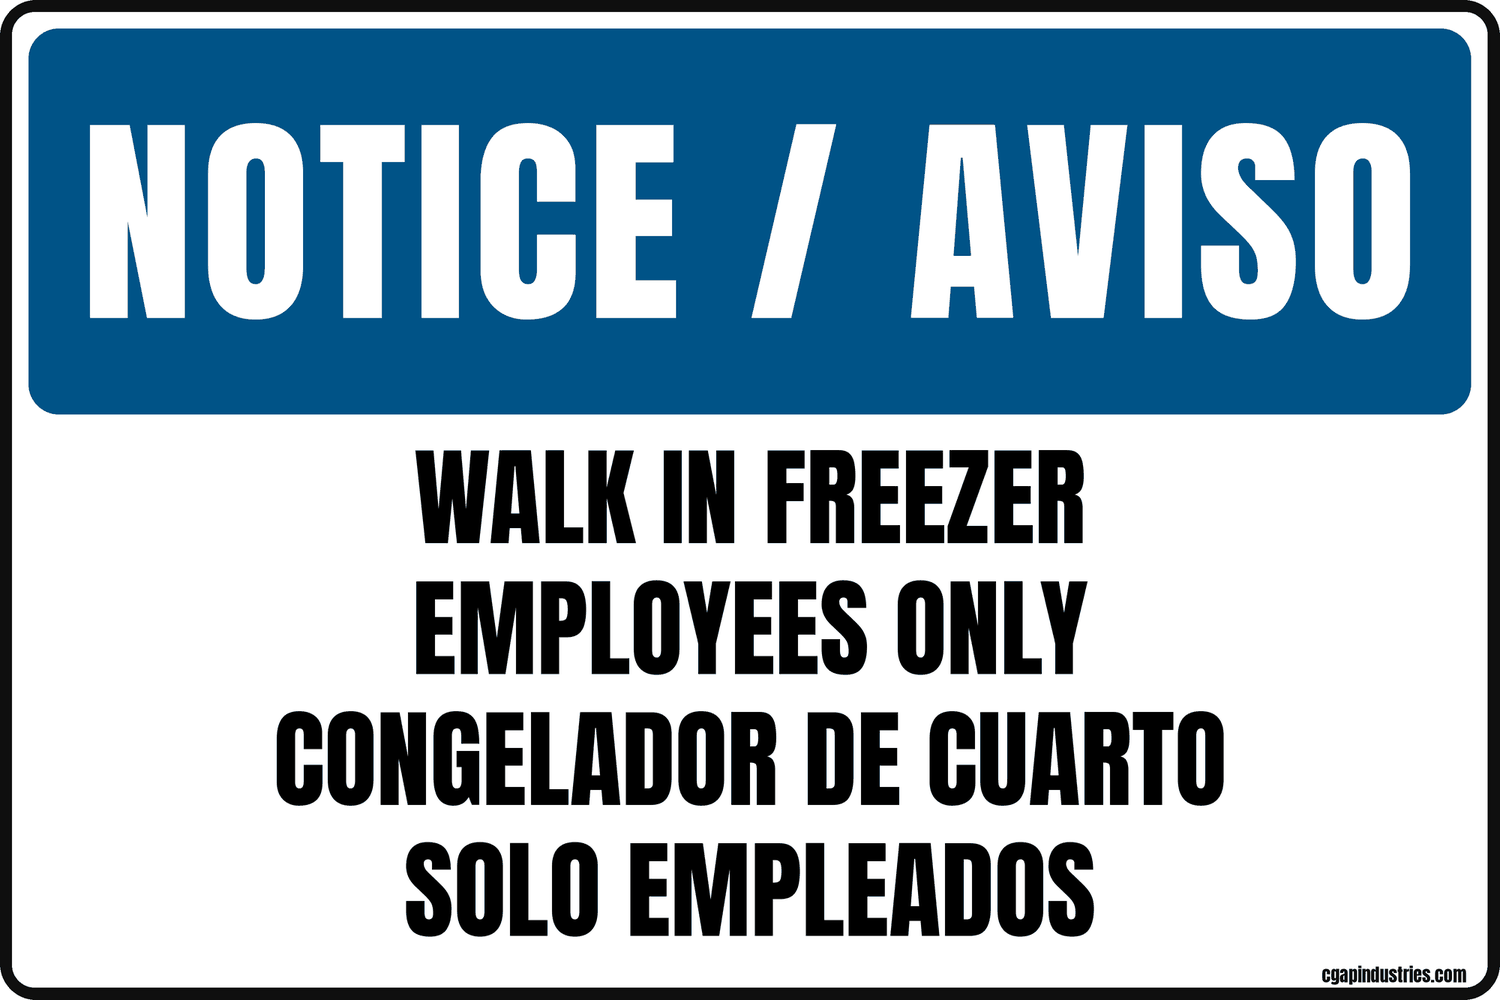 NOTICE / AVISO
WALK IN FREEZER
EMPLOYEES ONLY
CONGELADOR DE CUARTO
SOLO EMPLEADOS
cgapindustries.com